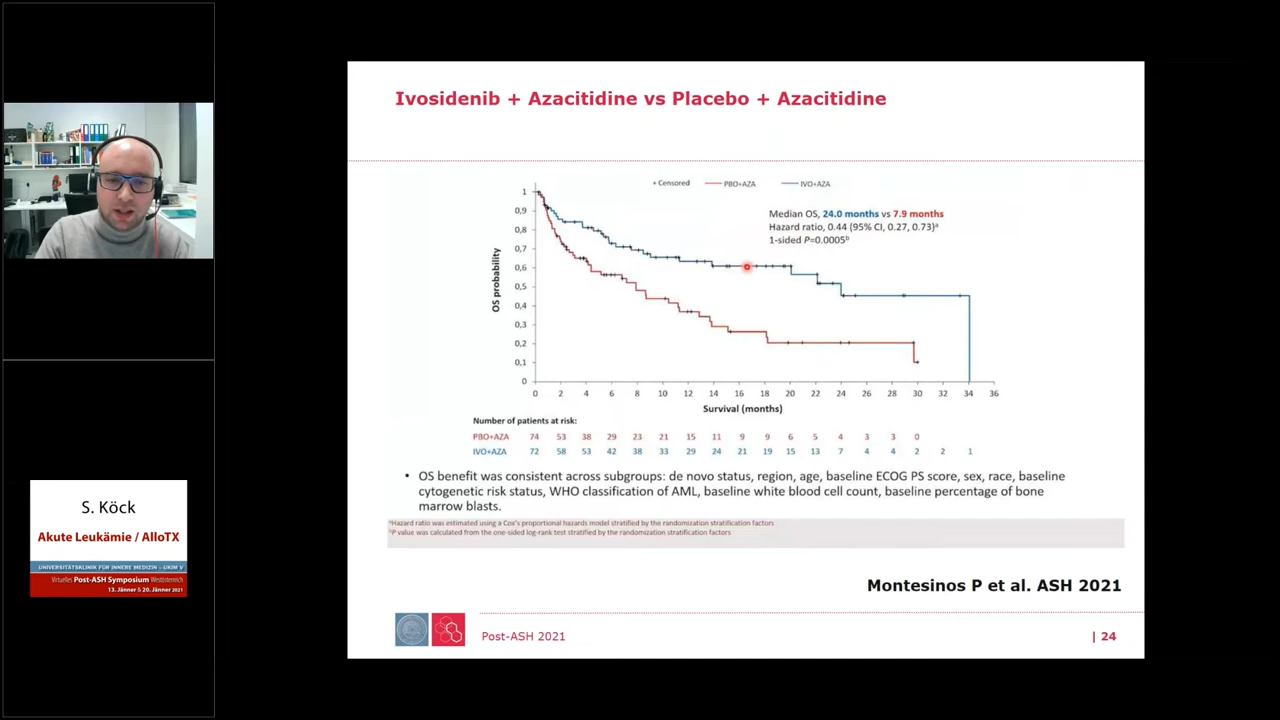 Ivosidenib + Azacitidine vs Placebo + Azacitidine
Censored PBO+AZA IVO+AZA
Median OS, 24.0 months vs 7.9 months
Hazard ratio, 0.44 (95% CI, 0.27, 0.73)ᵃ
1-sided P=0.0005ᵇ
OS probability
1
0,9
0,8
0,7
0,6
0,5
0,4
0,3
0,2
0,1
0
0 2 4 6 8 10 12 14 16 18 20 22 24 26 28 30 32 34 36
Survival (months)
Number of patients at risk:
PBO+AZA 74 53 38 29 23 21 15 11 9 9 6 5 4 3 3 0
IVO+AZA 72 58 53 42 38 33 29 24 21 19 15 13 7 4 4 2 2 1
• OS benefit was consistent across subgroups: de novo status, region, age, baseline ECOG PS score, sex, race, baseline
cytogenetic risk status, WHO classification of AML, baseline white blood cell count, baseline percentage of bone
marrow blasts.
ᵃHazard ratio was estimated using a Cox's proportional hazards model stratified by the randomization stratification factors
ᵇP value was calculated from the one-sided log-rank test stratified by the randomization stratification factors
Montesinos P et al. ASH 2021
Post-ASH 2021
| 24
S. Köck
Akute Leukämie / AlloTX
UNIVERSITÄTSKLINIK FÜR INNERE MEDIZIN – UKIM V
Virtuelles Post-ASH Symposium Westösterreich
13. Jänner & 20. Jänner 2021